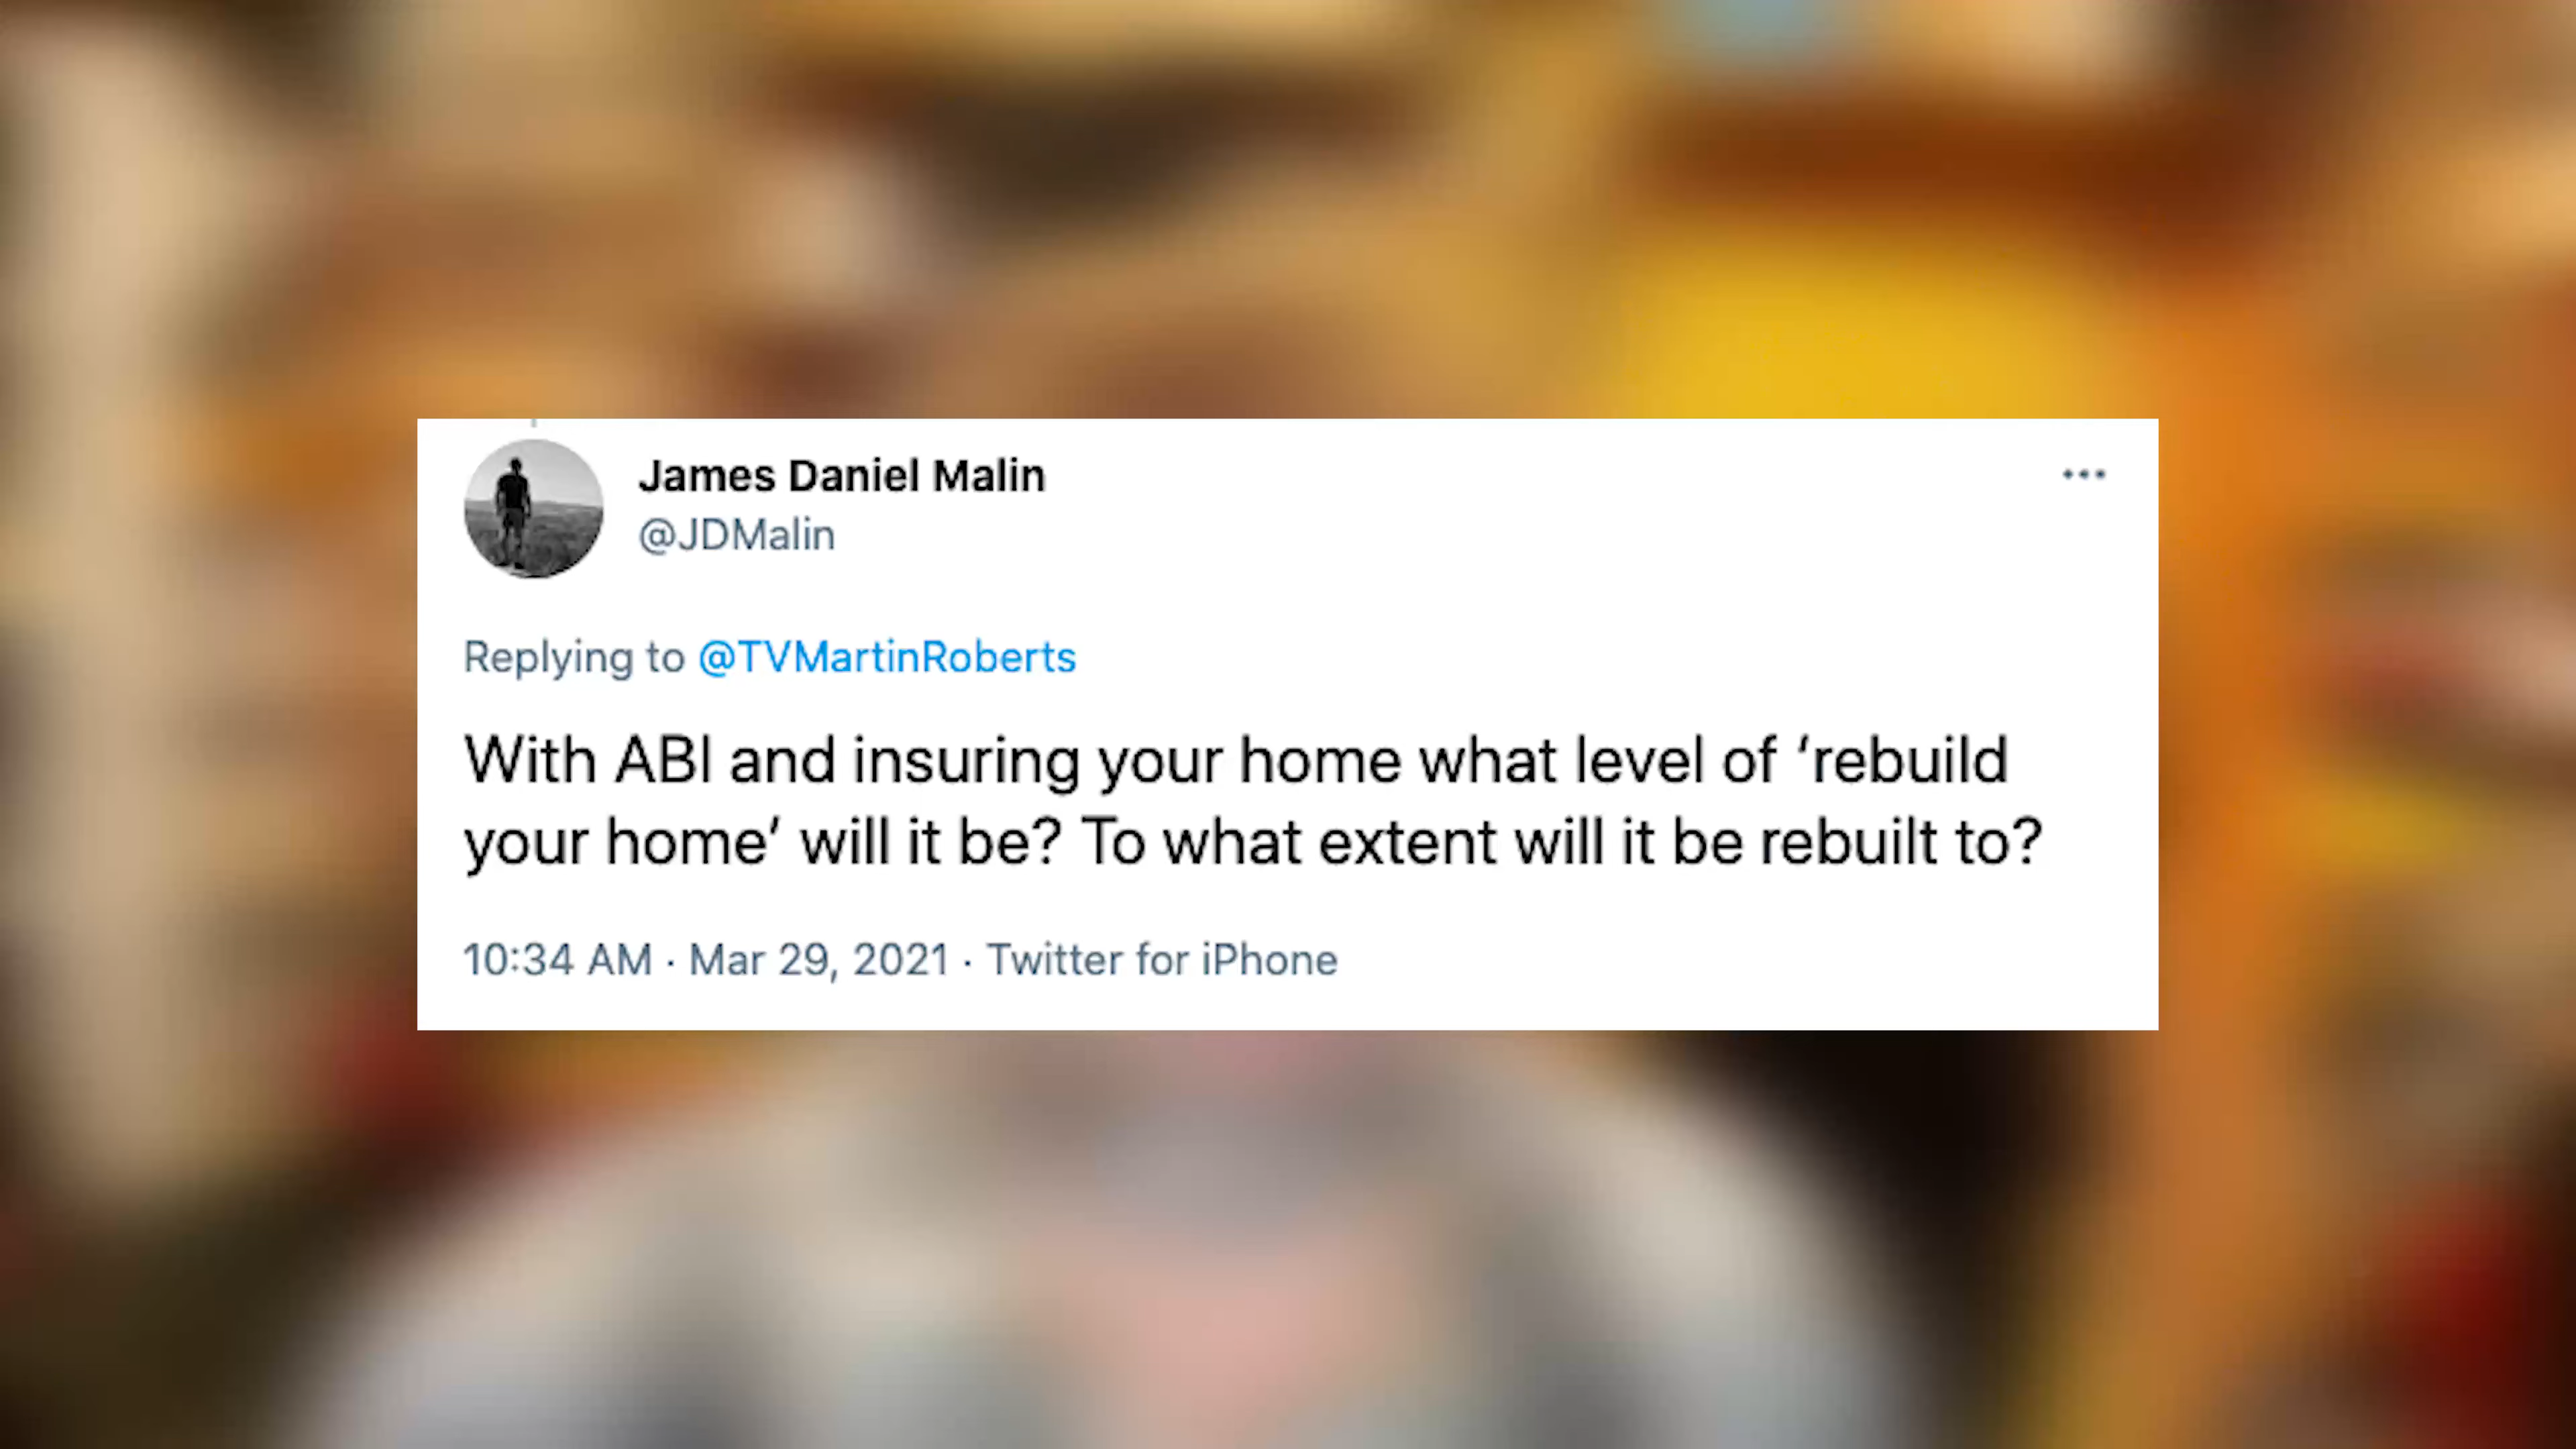 James Daniel Malin
@JDMalin
Replying to @TVMartinRoberts
With ABI and insuring your home what level of ‘rebuild
your home’ will it be? To what extent will it be rebuilt to?
10:34 AM · Mar 29, 2021 · Twitter for iPhone